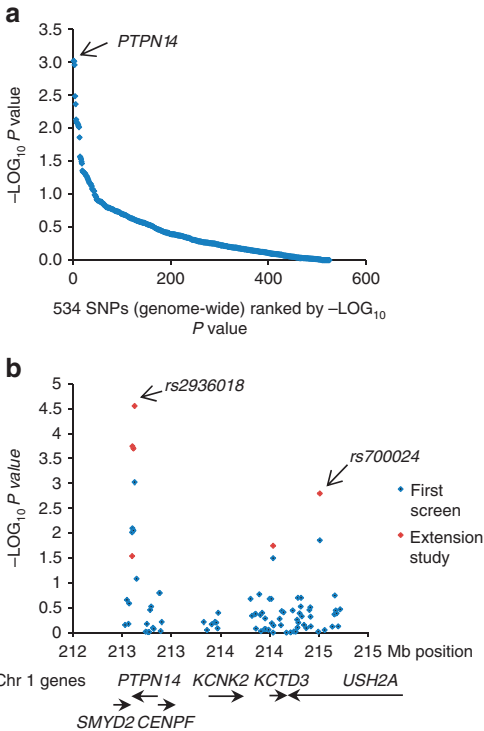 a
3.5
3.0
2.5
2.0
1.5
1.0
0.5
0.0
–LOG10 P value
PTPN14
0 200 400 600
534 SNPs (genome-wide) ranked by –LOG10
P value
b
5
4.5
4
3.5
3
2.5
2
1.5
1
0.5
0
–LOG10 P value
rs2936018
rs700024
First
screen
Extension
study
212 213 213 214 214 215 215 Mb position
Chr 1 genes PTPN14 KCNK2 KCTD3 USH2A
SMYD2 CENPF